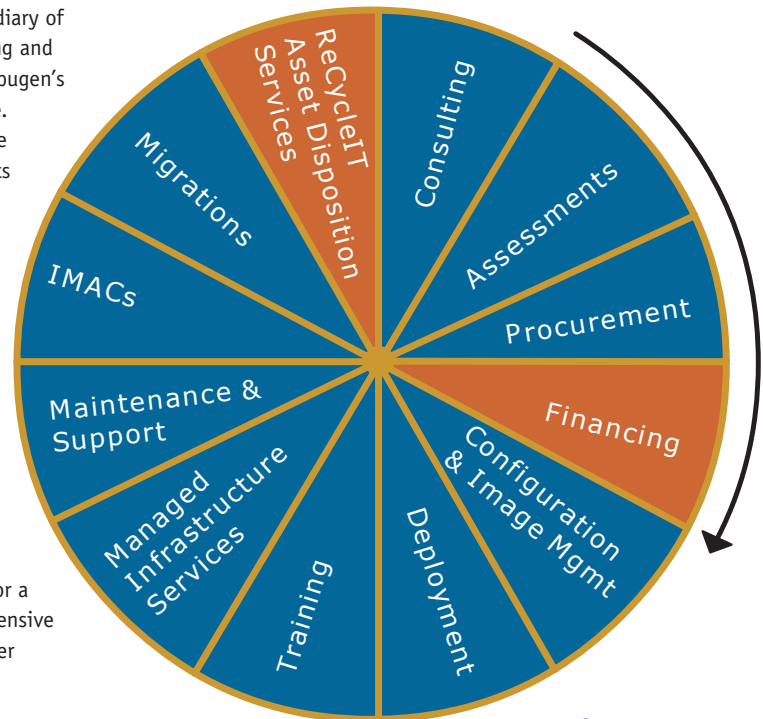 diary of
ng and
ougen's
e.
e
ts
or a
ensive
er
Consulting
Assessments
Procurement
Financing
Configuration
& Image Mgmt
Deployment
Training
Managed
Infrastructure
Services
Maintenance &
Support
IMACs
Migrations
ReCycleIT
Asset Disposition
Services